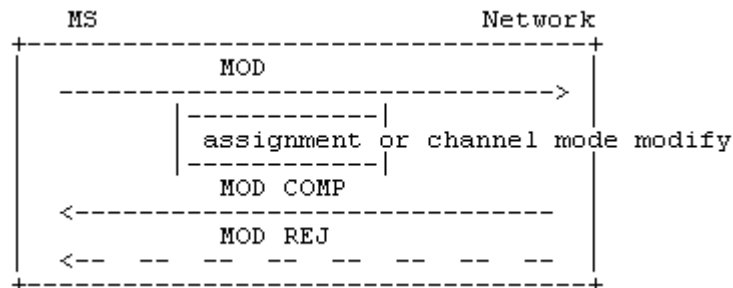 MS Network
MOD
assignment or channel mode modify
MOD COMP
MOD REJ